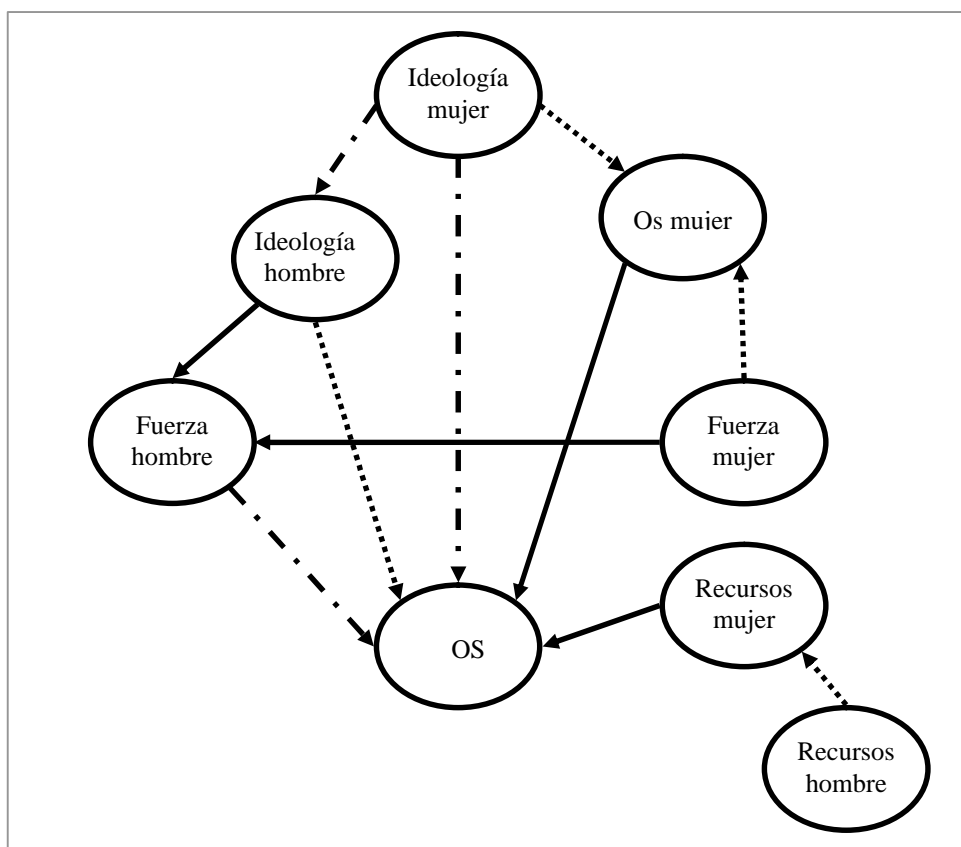 Ideología
mujer
Os mujer
Ideología
hombre
Fuerza
hombre
Fuerza
mujer
Recursos
mujer
OS
Recursos
hombre